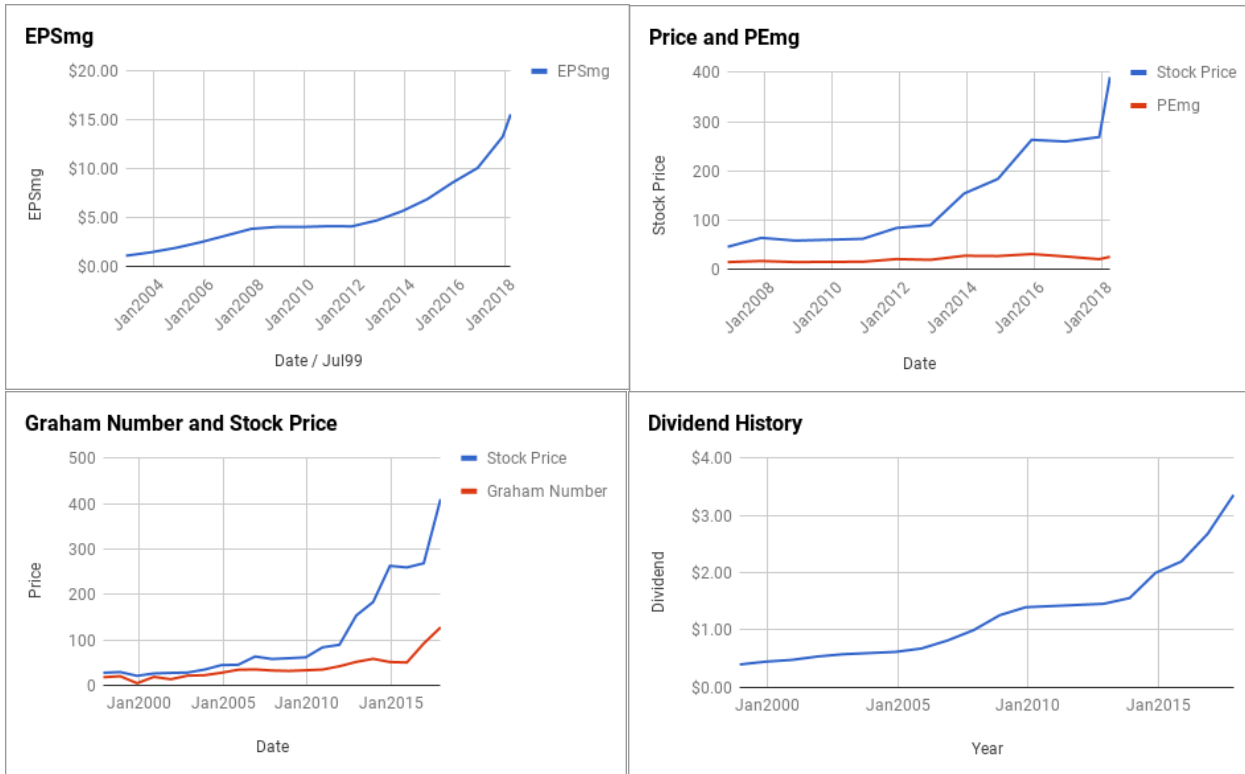 EPSmg
$20.00
$15.00
$10.00
$5.00
$0.00
EPSmg
EPSmg
Jan2004
Jan2006
Jan2008
Jan2010
Jan2012
Jan2014
Jan2016
Jan2018
Date / Jul99
Price and PEmg
400
300
200
100
0
Stock Price
Stock Price
PEmg
Jan2008
Jan2010
Jan2012
Jan2014
Jan2016
Jan2018
Date
Graham Number and Stock Price
500
400
300
200
100
0
Price
Stock Price
Graham Number
Jan2000
Jan2005
Jan2010
Jan2015
Date
Dividend History
$4.00
$3.00
$2.00
$1.00
$0.00
Dividend
Jan2000
Jan2005
Jan2010
Jan2015
Year